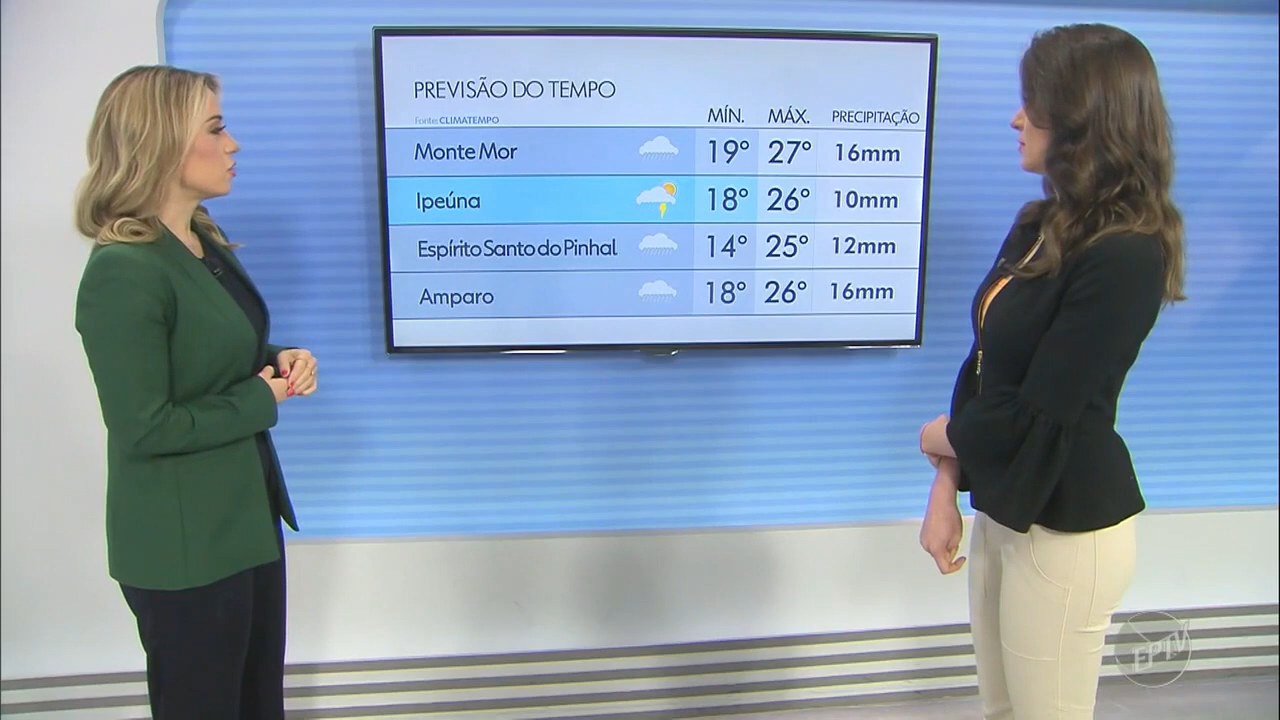 PREVISÃO DO TEMPO
Fonte: CLIMATEMPO
MÍN. MÁX. PRECIPITAÇÃO
Monte Mor 19° 27° 16mm
Ipeúna 18° 26° 10mm
Espírito Santo do Pinhal 14° 25° 12mm
Amparo 18° 26° 16mm
EPTV